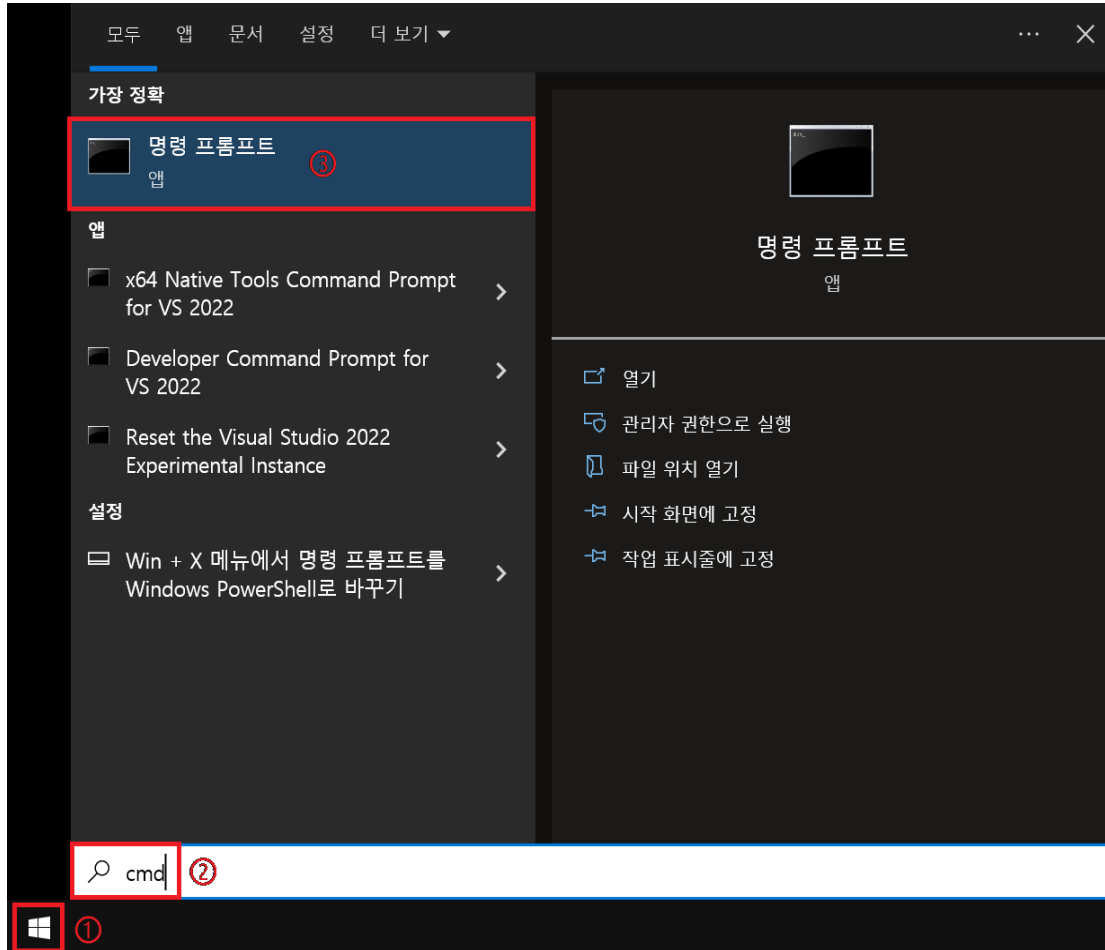 모두 앱 문서 설정 더 보기
가장 정확
명령 프롬프트
앱
③
앱
x64 Native Tools Command Prompt
for VS 2022
Developer Command Prompt for
VS 2022
Reset the Visual Studio 2022
Experimental Instance
설정
Win + X 메뉴에서 명령 프롬프트를
Windows PowerShell로 바꾸기
명령 프롬프트
앱
열기
관리자 권한으로 실행
파일 위치 열기
시작 화면에 고정
작업 표시줄에 고정
cmd ②
①